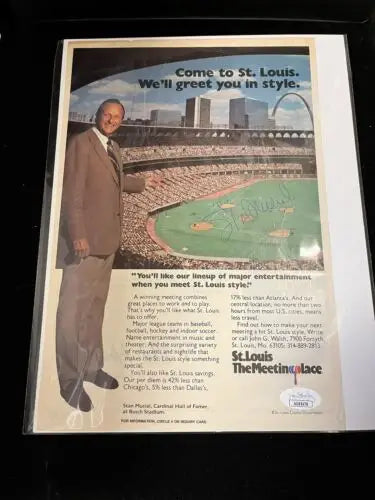 Come to St. Louis.
We'll greet you in style.
"You'll like our lineup of major entertainment
when you meet St. Louis style."
A winning meeting combines
great places to work and to play.
That's why you'll like what St. Louis
has to offer.
Major league teams in baseball,
football, hockey and indoor soccer.
Name entertainment in music and
theater. And the surprising variety
of restaurants and nightlife that
makes the St. Louis style something
special.
You'll also like St. Louis savings.
Our per diem is 42% less than
Chicago's, 5% less than Dallas's,
17% less than Atlanta's. And our
central location, no more than two
hours from most U.S. cities, means
less travel.
Find out how to make your next
meeting a hit St. Louis style. Write
or call John G. Walsh, 7900 Forsyth
St. Louis, Mo. 63105; 314-889-2813.
St. Louis
The Meeting place
Stan Musial, Cardinal Hall of Famer,
at Busch Stadium.
FOR INFORMATION, CIRCLE ON INQUIRY CARD.
JSA